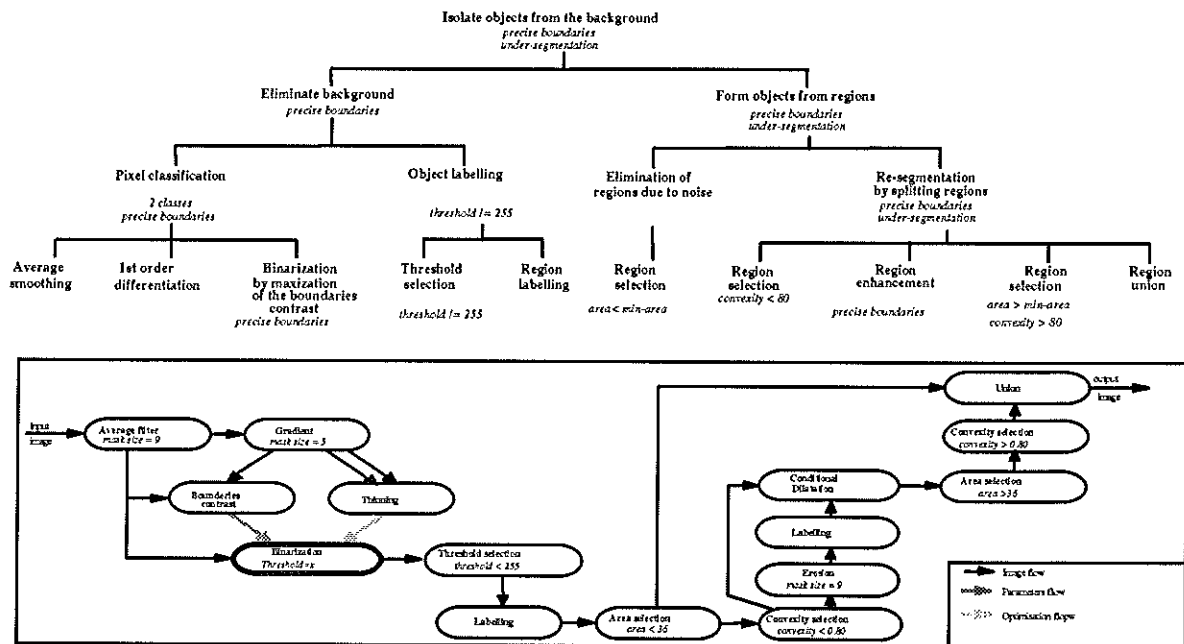 Isolate objects from the background
precise boundaries
under-segmentation
Eliminate background
precise boundaries
Form objects from regions
precise boundaries
under-segmentation
Pixel classification
2 classes
precise boundaries
Object labelling
threshold != 255
Elimination of
regions due to noise
Re-segmentation
by splitting regions
precise boundaries
under-segmentation
Average
smoothing
1st order
differentiation
Binarization
by maxization
of the boundaries
contrast
precise boundaries
Threshold
selection
threshold != 255
Region
labelling
Region
selection
area < min-area
Region
selection
convexity < 80
Region
enhancement
precise boundaries
Region
selection
area > min-area
convexity > 80
Region
union
Input
image
Average filter
mask size = 9
Gradient
mask size = 5
Bounderies
contrast
Thinning
Binarization
Threshold=x
Threshold selection
threshold < 255
Labelling
Area selection
area < 36
Convexity selection
convexity < 0.80
Erosion
mask size = 9
Labelling
Conditional
Dilatation
Area selection
area > 36
Convexity selection
convexity > 0.80
Union
output
image
Image flow
Parameters flow
Optimisation flopw